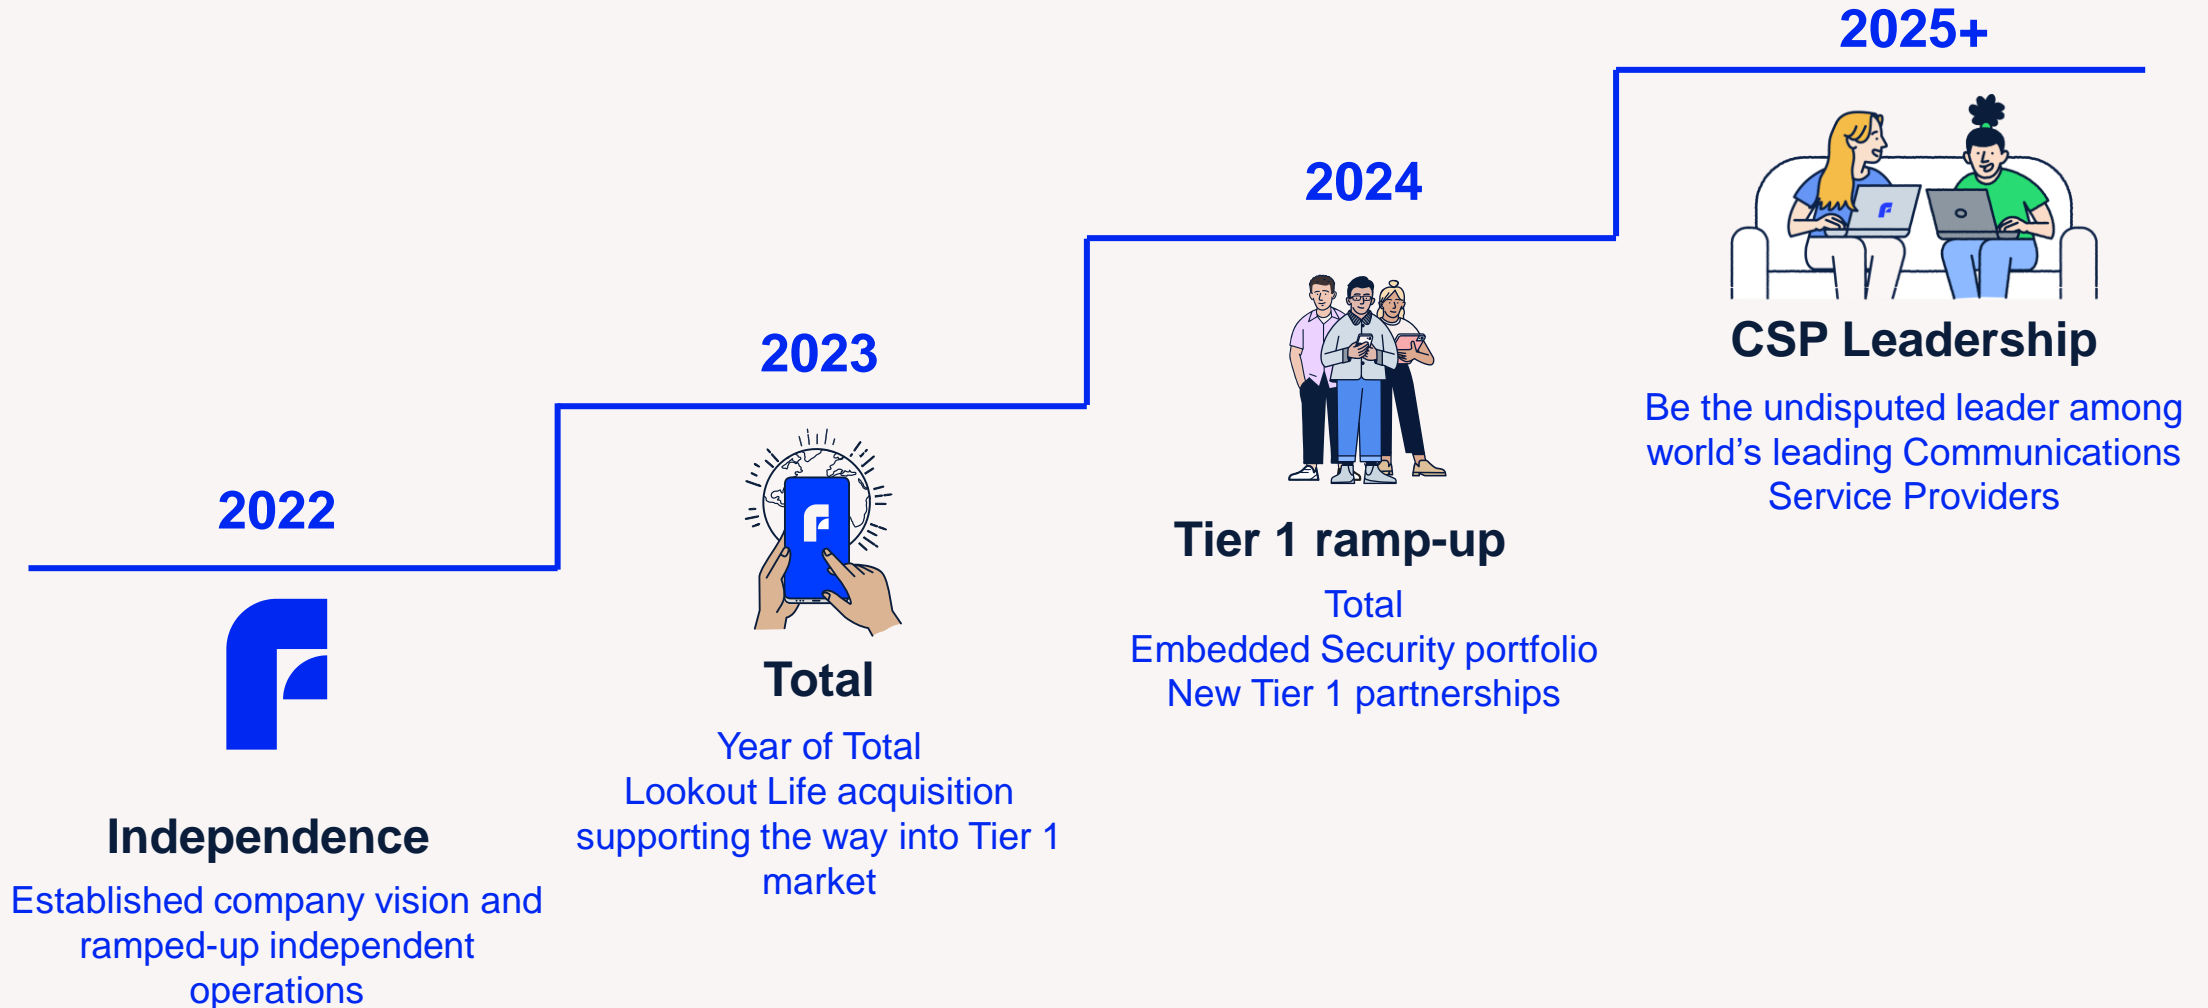 2022
Independence
Established company vision and
ramped-up independent
operations
2023
Total
Year of Total
Lookout Life acquisition
supporting the way into Tier 1
market
2024
Tier 1 ramp-up
Total
Embedded Security portfolio
New Tier 1 partnerships
2025+
CSP Leadership
Be the undisputed leader among
world’s leading Communications
Service Providers